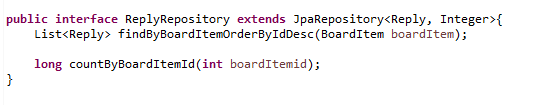 public interface ReplyRepository extends JpaRepository<Reply, Integer>{
List<Reply> findByBoardItemOrderByIdDesc(BoardItem boardItem);
long countByBoardItemId(int boardItemid);
}